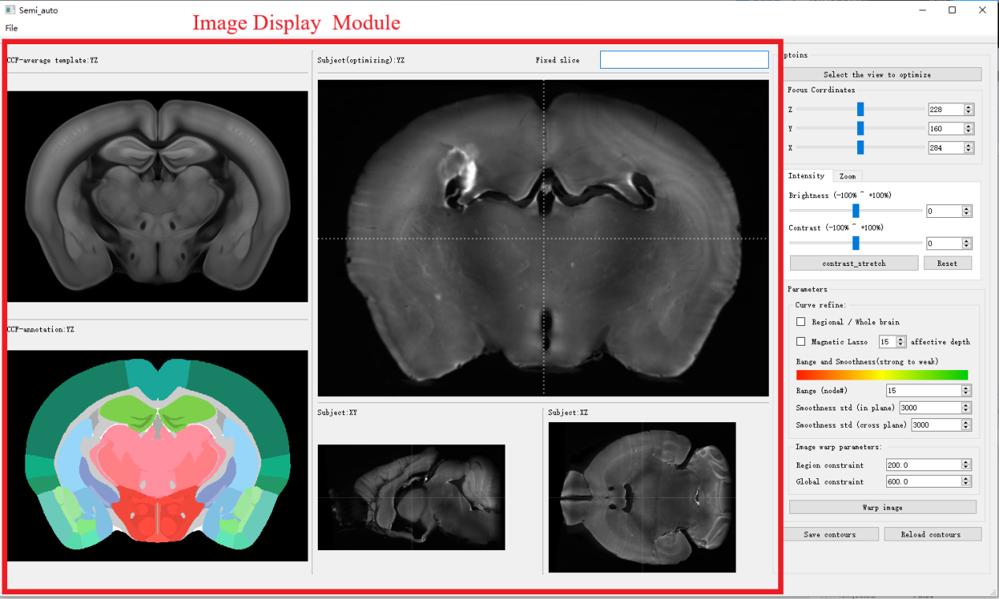 Semi_auto
Image Display Module
File
CCF-average template:YZ
Subject(optimizing):YZ
Fixed slice
ptoins
Select the view to optimize
Focus Corrdinates
Z 228
Y 160
X 284
Intensity Zoom
Brightness (-100% ~ +100%)
0
Contrast (-100% ~ +100%)
0
contrast_stretch Reset
Parameters
Curve refine:
Regional / Whole brain
Magnetic Lasso 15 affective depth
Range and Smoothness(strong to weak)
Range (node#) 15
Smoothness std (in plane) 3000
Smoothness std (cross plane) 3000
Image warp parameters:
Region constraint 200.0
Global constraint 600.0
Warp image
Save contours Reload contours
CCF-annotation:YZ
Subject:XY
Subject:XZ